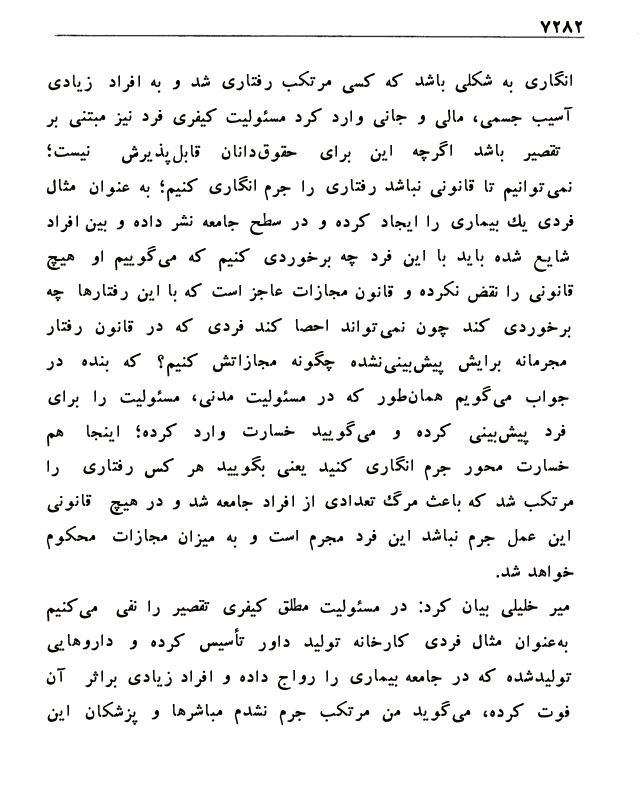 ۷۲۸۲
انگاری به شکلی باشد که کسی مرتکب رفتاری شد و به افراد زیادی
آسیب جسمی، مالی و جانی وارد کرد مسئولیت کیفری فرد نیز مبتنی بر
تقصیر باشد اگرچه این برای حقوق‌دانان قابل‌پذیرش نیست؛
نمی‌توانیم تا قانونی نباشد رفتاری را جرم انگاری کنیم؛ به عنوان مثال
فردی یك بیماری را ایجاد کرده و در سطح جامعه نشر داده و بین افراد
شایع شده باید با این فرد چه برخوردی کنیم که می‌گوییم او هیچ
قانونی را نقض نکرده و قانون مجازات عاجز است که با این رفتارها چه
برخوردی کند چون نمی‌تواند احصا کند فردی که در قانون رفتار
مجرمانه برایش پیش‌بینی‌نشده چگونه مجازاتش کنیم؟ که بنده در
جواب می‌گویم همان‌طور که در مسئولیت مدنی، مسئولیت را برای
فرد پیش‌بینی کرده و می‌گویید خسارت وارد کرده؛ اینجا هم
خسارت محور جرم انگاری کنید یعنی بگویید هر کس رفتاری را
مرتکب شد که باعث مرگ تعدادی از افراد جامعه شد و در هیچ قانونی
این عمل جرم نباشد این فرد مجرم است و به میزان مجازات محکوم
خواهد شد.
میر خلیلی بیان کرد: در مسئولیت مطلق کیفری تقصیر را نفی می‌کنیم
به‌عنوان مثال فردی کارخانه تولید داور تأسیس کرده و داروهایی
تولیدشده که در جامعه بیماری را رواج داده و افراد زیادی براثر آن
فوت کرده، می‌گوید من مرتکب جرم نشدم مباشرها و پزشکان این